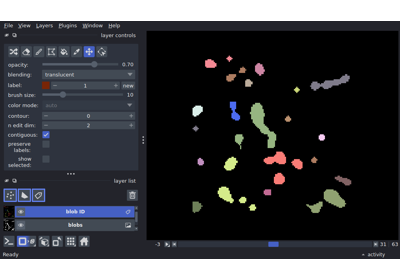 File View Layers Plugins Window Help
layer controls
opacity: 0.70
blending: translucent
label: 1 new
brush size: 10
color mode: auto
contour: 0
n edit dim: 2
contiguous:
preserve
labels:
show
selected:
layer list
blob ID
blobs
-3 31 83
Ready activity